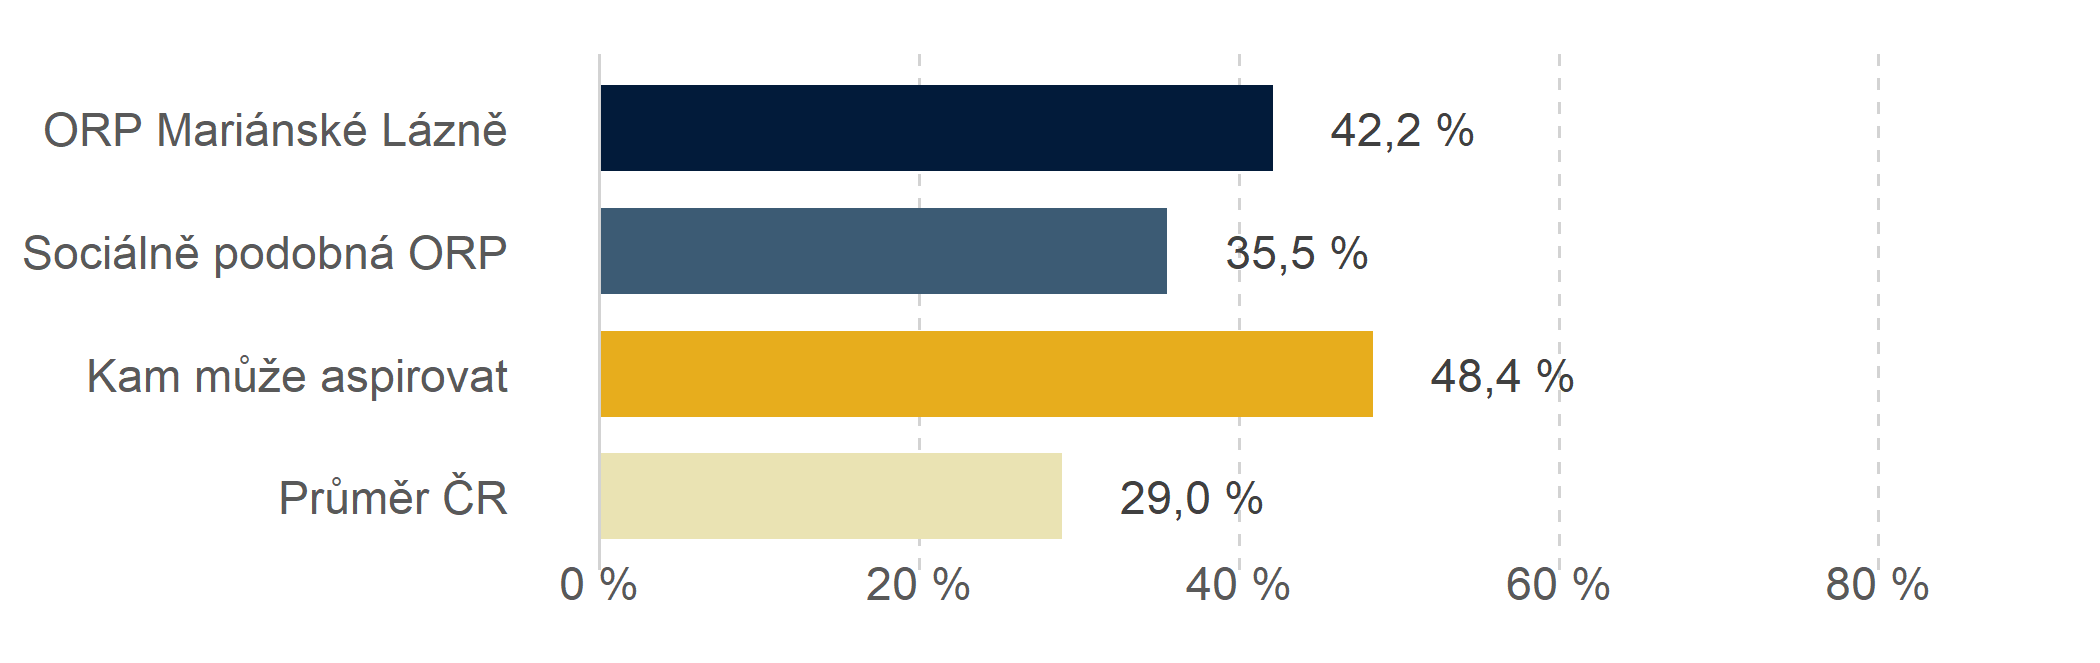 ORP Mariánské Lázně
42,2 %
Sociálně podobná ORP
35,5 %
Kam může aspirovat
48,4 %
Průměr ČR
29,0 %
0 %
20 %
40 %
60 %
80 %